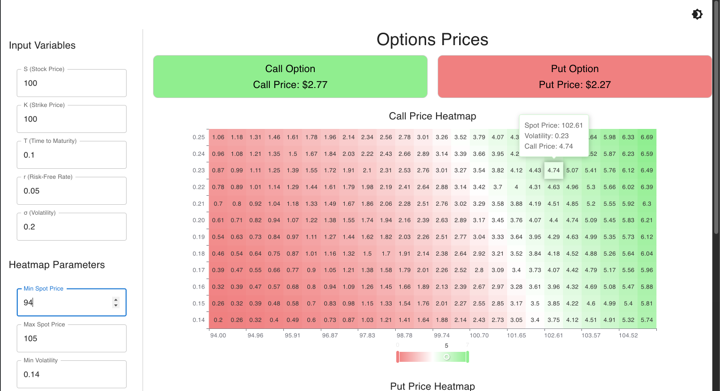 Input Variables
S (Stock Price)
100
K (Strike Price)
100
T (Time to Maturity)
0.1
r (Risk-Free Rate)
0.05
σ (Volatility)
0.2
Heatmap Parameters
Min Spot Price
94
Max Spot Price
105
Min Volatility
0.14
Options Prices
Call Option
Call Price: $2.77
Put Option
Put Price: $2.27
Call Price Heatmap
Spot Price: 102.61
Volatility: 0.23
Call Price: 4.74
0.25 1.06 1.18 1.31 1.46 1.61 1.78 1.96 2.14 2.34 2.56 2.78 3.01 3.26 3.52 3.79 4.07 5.98 6.33 6.69
0.24 0.96 1.08 1.21 1.35 1.5 1.67 1.84 2.03 2.22 2.43 2.66 2.89 3.14 3.39 3.66 3.95 5.87 6.23 6.59
0.23 0.87 0.99 1.11 1.25 1.39 1.55 1.72 1.91 2.1 2.31 2.53 2.76 3.01 3.27 3.54 3.82 4.12 4.43 4.74 5.07 5.41 5.76 6.12 6.49
0.22 0.78 0.89 1.01 1.14 1.29 1.44 1.61 1.79 1.98 2.19 2.41 2.64 2.88 3.14 3.42 3.7 4 4.31 4.63 4.96 5.3 5.66 6.02 6.39
0.21 0.7 0.8 0.92 1.04 1.18 1.33 1.49 1.67 1.86 2.06 2.28 2.51 2.76 3.02 3.29 3.58 3.88 4.19 4.51 4.85 5.2 5.55 5.92 6.3
0.20 0.61 0.71 0.82 0.94 1.07 1.22 1.38 1.55 1.74 1.94 2.16 2.39 2.63 2.89 3.17 3.45 3.76 4.07 4.4 4.74 5.09 5.45 5.83 6.21
0.19 0.54 0.63 0.73 0.84 0.97 1.11 1.27 1.44 1.62 1.82 2.03 2.26 2.51 2.77 3.04 3.33 3.64 3.95 4.29 4.63 4.99 5.35 5.73 6.12
0.18 0.46 0.54 0.64 0.75 0.87 1.01 1.16 1.32 1.5 1.7 1.91 2.14 2.38 2.64 2.92 3.21 3.52 3.84 4.18 4.52 4.88 5.26 5.64 6.04
0.17 0.39 0.47 0.55 0.66 0.77 0.9 1.05 1.21 1.38 1.58 1.79 2.01 2.26 2.52 2.8 3.09 3.4 3.73 4.07 4.42 4.79 5.17 5.56 5.96
0.16 0.32 0.39 0.47 0.57 0.68 0.8 0.94 1.09 1.26 1.45 1.66 1.89 2.13 2.39 2.67 2.97 3.28 3.61 3.96 4.32 4.69 5.08 5.47 5.88
0.15 0.26 0.32 0.39 0.48 0.58 0.7 0.83 0.98 1.15 1.33 1.54 1.76 2.01 2.27 2.55 2.85 3.17 3.5 3.85 4.22 4.6 4.99 5.4 5.81
0.14 0.2 0.26 0.32 0.4 0.49 0.6 0.73 0.87 1.03 1.21 1.41 1.64 1.88 2.14 2.43 2.73 3.05 3.4 3.75 4.12 4.51 4.91 5.32 5.74
94.00 94.96 95.91 96.87 97.83 98.78 99.74 100.70 101.65 102.61 103.57 104.52
5
Put Price Heatmap